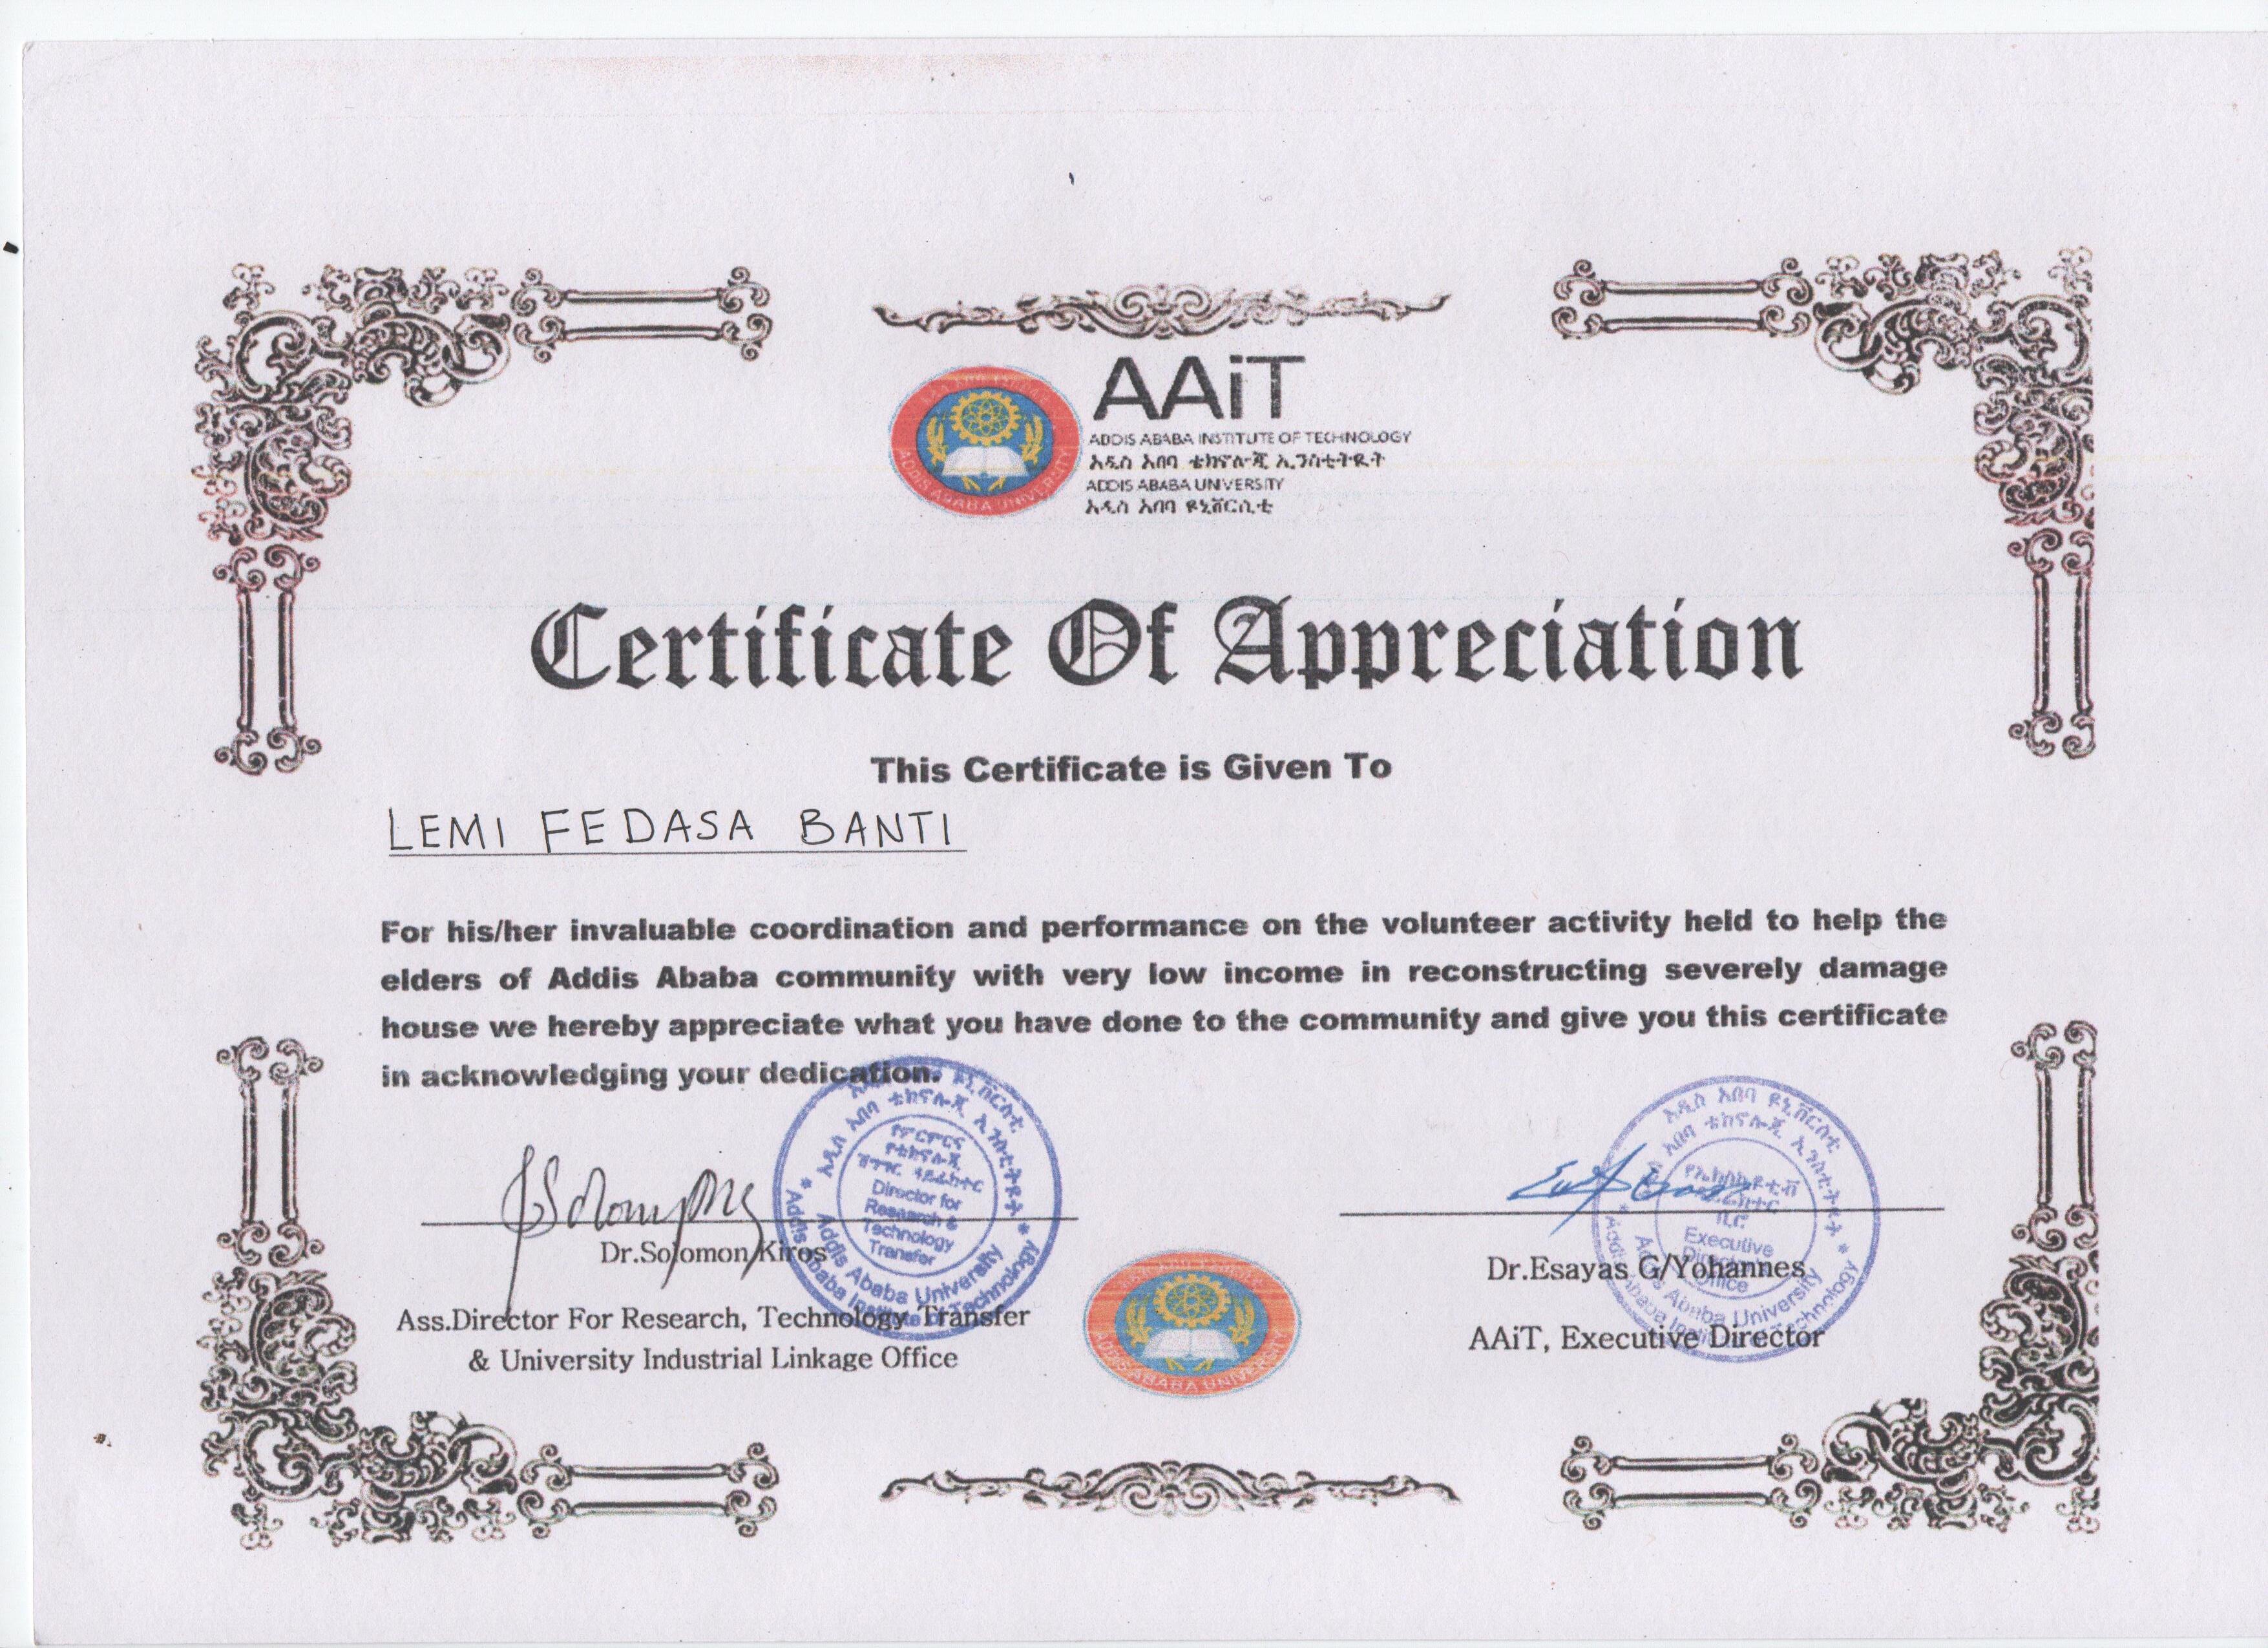 AAiT
ADDIS ABABA INSTITUTE OF TECHNOLOGY
አዲስ አበባ ቴክኖሎጂ ኢንስቲትዩት
ADDIS ABABA UNIVERSITY
አዲስ አበባ ዩኒቨርሲቲ
ADDIS ABABA UNIVERSITY
Certificate Of Appreciation
This Certificate is Given To
LEMI FEDASA BANTI
For his/her invaluable coordination and performance on the volunteer activity held to help the
elders of Addis Ababa community with very low income in reconstructing severely damage
house we hereby appreciate what you have done to the community and give you this certificate
in acknowledging your dedication.
አዲስ አበባ ቴክኖሎጂ ኢንስቲትዩት
Director for
Research &
Technology
Transfer
Addis Ababa University
Addis Ababa Institute of Technology
Dr.Solomon Kiros
Ass.Director For Research, Technology Transfer
& University Industrial Linkage Office
ADDIS ABABA UNIVERSITY
አዲስ አበባ ዩኒቨርስቲ
አበባ ቴክኖሎጂ ኢንስቲትዩት
Executive
Office
Addis Ababa University
Addis Ababa Institute of Technology
Dr.Esayas G/Yohannes
AAiT, Executive Director